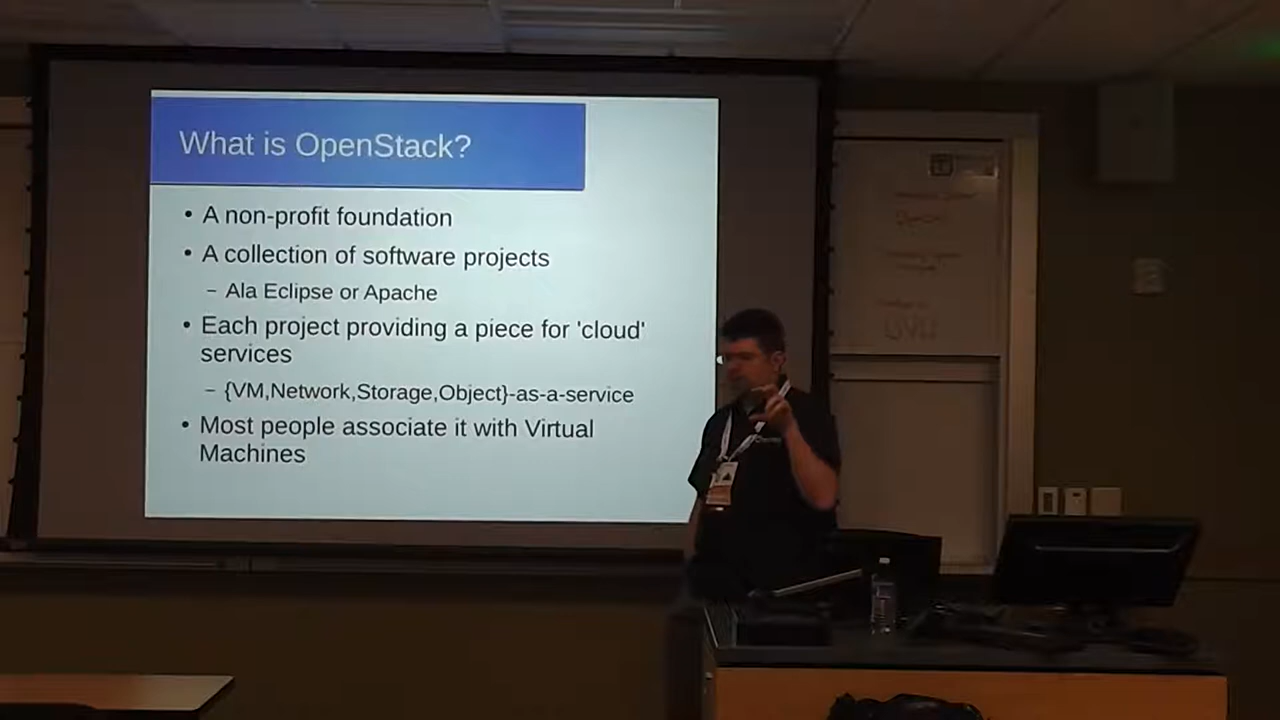 What is OpenStack?
• A non-profit foundation
• A collection of software projects
– Ala Eclipse or Apache
• Each project providing a piece for 'cloud'
services
– {VM,Network,Storage,Object}-as-a-service
• Most people associate it with Virtual
Machines